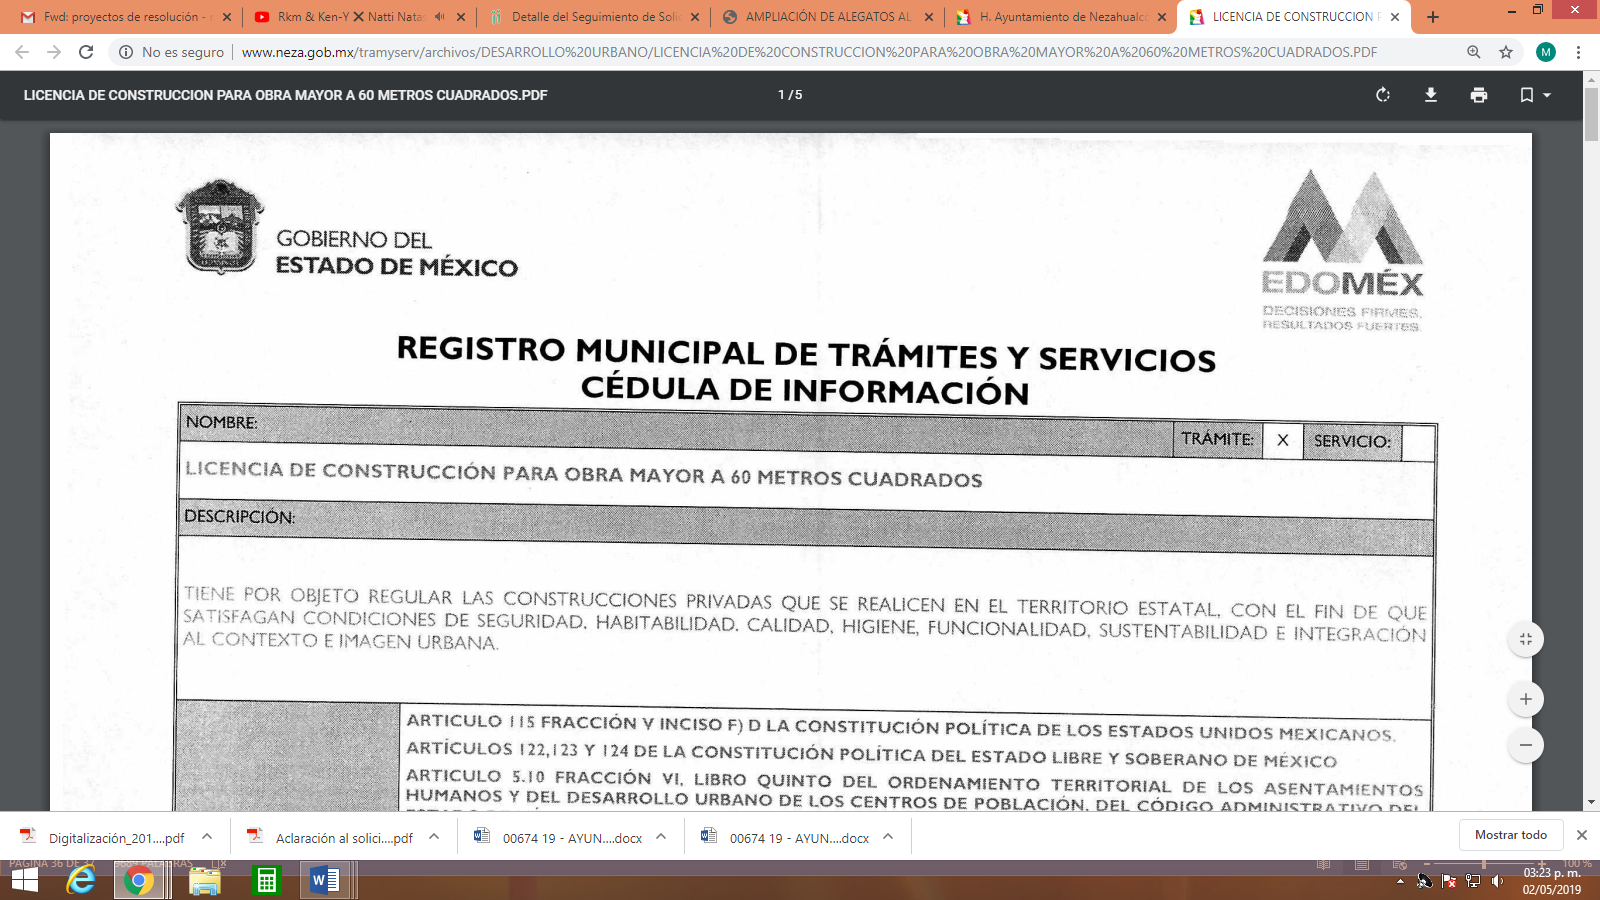 Fwd: proyectos de resolución - r
Rkm & Ken-Y ❌ Natti Natas
Detalle del Seguimiento de Solic
AMPLIACIÓN DE ALEGATOS AL
H. Ayuntamiento de Nezahualcó
LICENCIA DE CONSTRUCCION P
No es seguro
www.neza.gob.mx/tramyserv/archivos/DESARROLLO%20URBANO/LICENCIA%20DE%20CONSTRUCCION%20PARA%20OBRA%20MAYOR%20A%2060%20METROS%20CUADRADOS.PDF
M
LICENCIA DE CONSTRUCCION PARA OBRA MAYOR A 60 METROS CUADRADOS.PDF
1 / 5
GOBIERNO DEL
ESTADO DE MÉXICO
EDOMÉX
DECISIONES FIRMES.
RESULTADOS FUERTES.
REGISTRO MUNICIPAL DE TRÁMITES Y SERVICIOS
CÉDULA DE INFORMACIÓN
NOMBRE:
TRÁMITE:
X
SERVICIO:
LICENCIA DE CONSTRUCCIÓN PARA OBRA MAYOR A 60 METROS CUADRADOS
DESCRIPCIÓN:
TIENE POR OBJETO REGULAR LAS CONSTRUCCIONES PRIVADAS QUE SE REALICEN EN EL TERRITORIO ESTATAL, CON EL FIN DE QUE
SATISFAGAN CONDICIONES DE SEGURIDAD, HABITABILIDAD, CALIDAD, HIGIENE, FUNCIONALIDAD, SUSTENTABILIDAD E INTEGRACIÓN
AL CONTEXTO E IMAGEN URBANA.
ARTICULO 115 FRACCIÓN V INCISO F) D LA CONSTITUCIÓN POLÍTICA DE LOS ESTADOS UNIDOS MEXICANOS.
ARTÍCULOS 122,123 Y 124 DE LA CONSTITUCIÓN POLÍTICA DEL ESTADO LIBRE Y SOBERANO DE MÉXICO
ARTICULO 5.10 FRACCIÓN VI, LIBRO QUINTO DEL ORDENAMIENTO TERRITORIAL DE LOS ASENTAMIENTOS
HUMANOS Y DEL DESARROLLO URBANO DE LOS CENTROS DE POBLACIÓN, DEL CÓDIGO ADMINISTRATIVO DEL
Digitalización_201....pdf
Aclaración al solici....pdf
00674 19 - AYUN....docx
00674 19 - AYUN....docx
Mostrar todo
PÁGINA 36 DE 37
PALABRAS
100 %
03:23 p. m.
02/05/2019